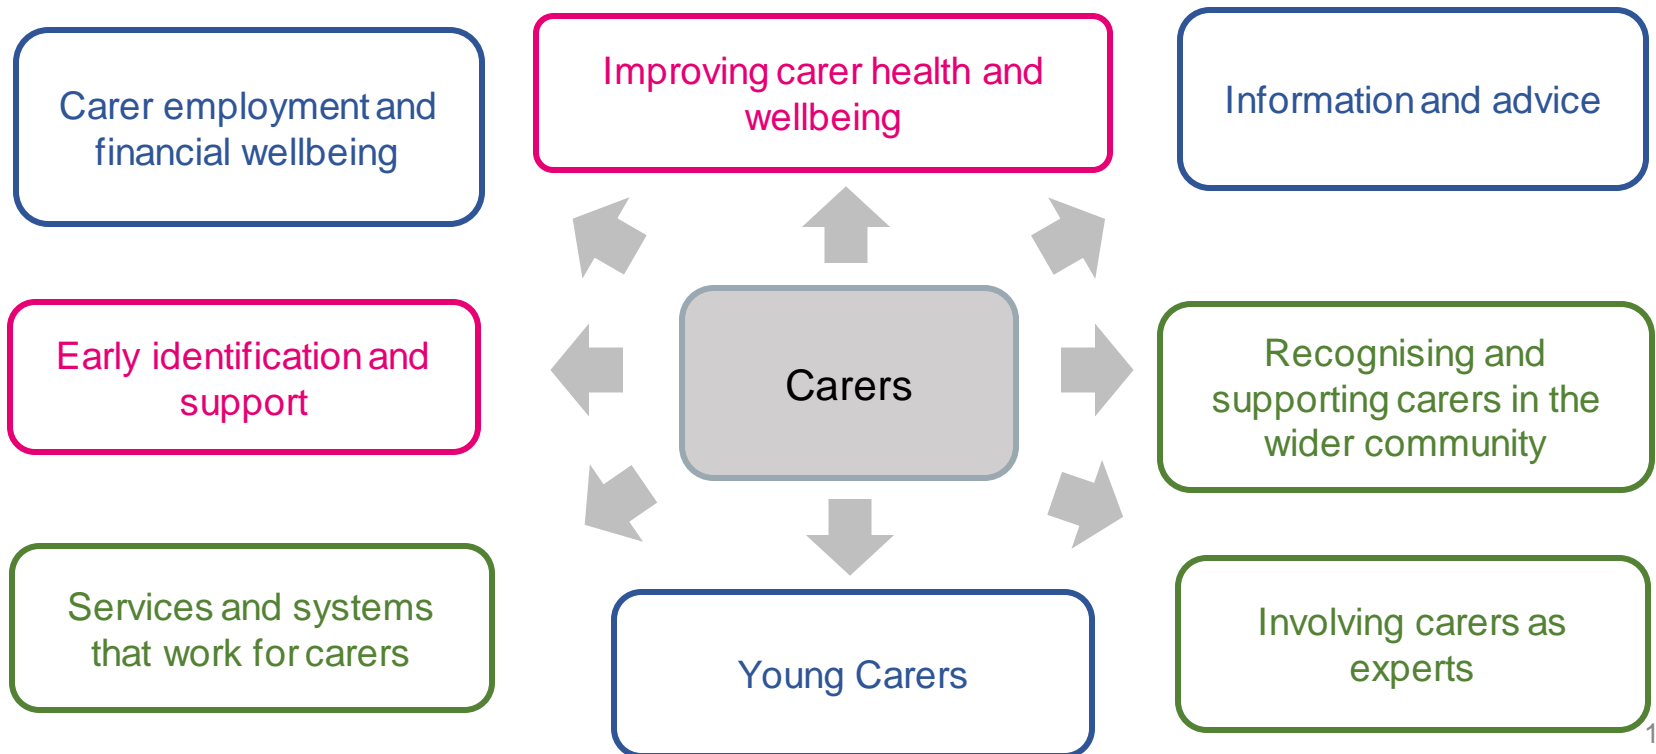 Carer employment and
financial wellbeing
Improving carer health and
wellbeing
Information and advice
Early identification and
support
Carers
Recognising and
supporting carers in the
wider community
Services and systems
that work for carers
Young Carers
Involving carers as
experts
1